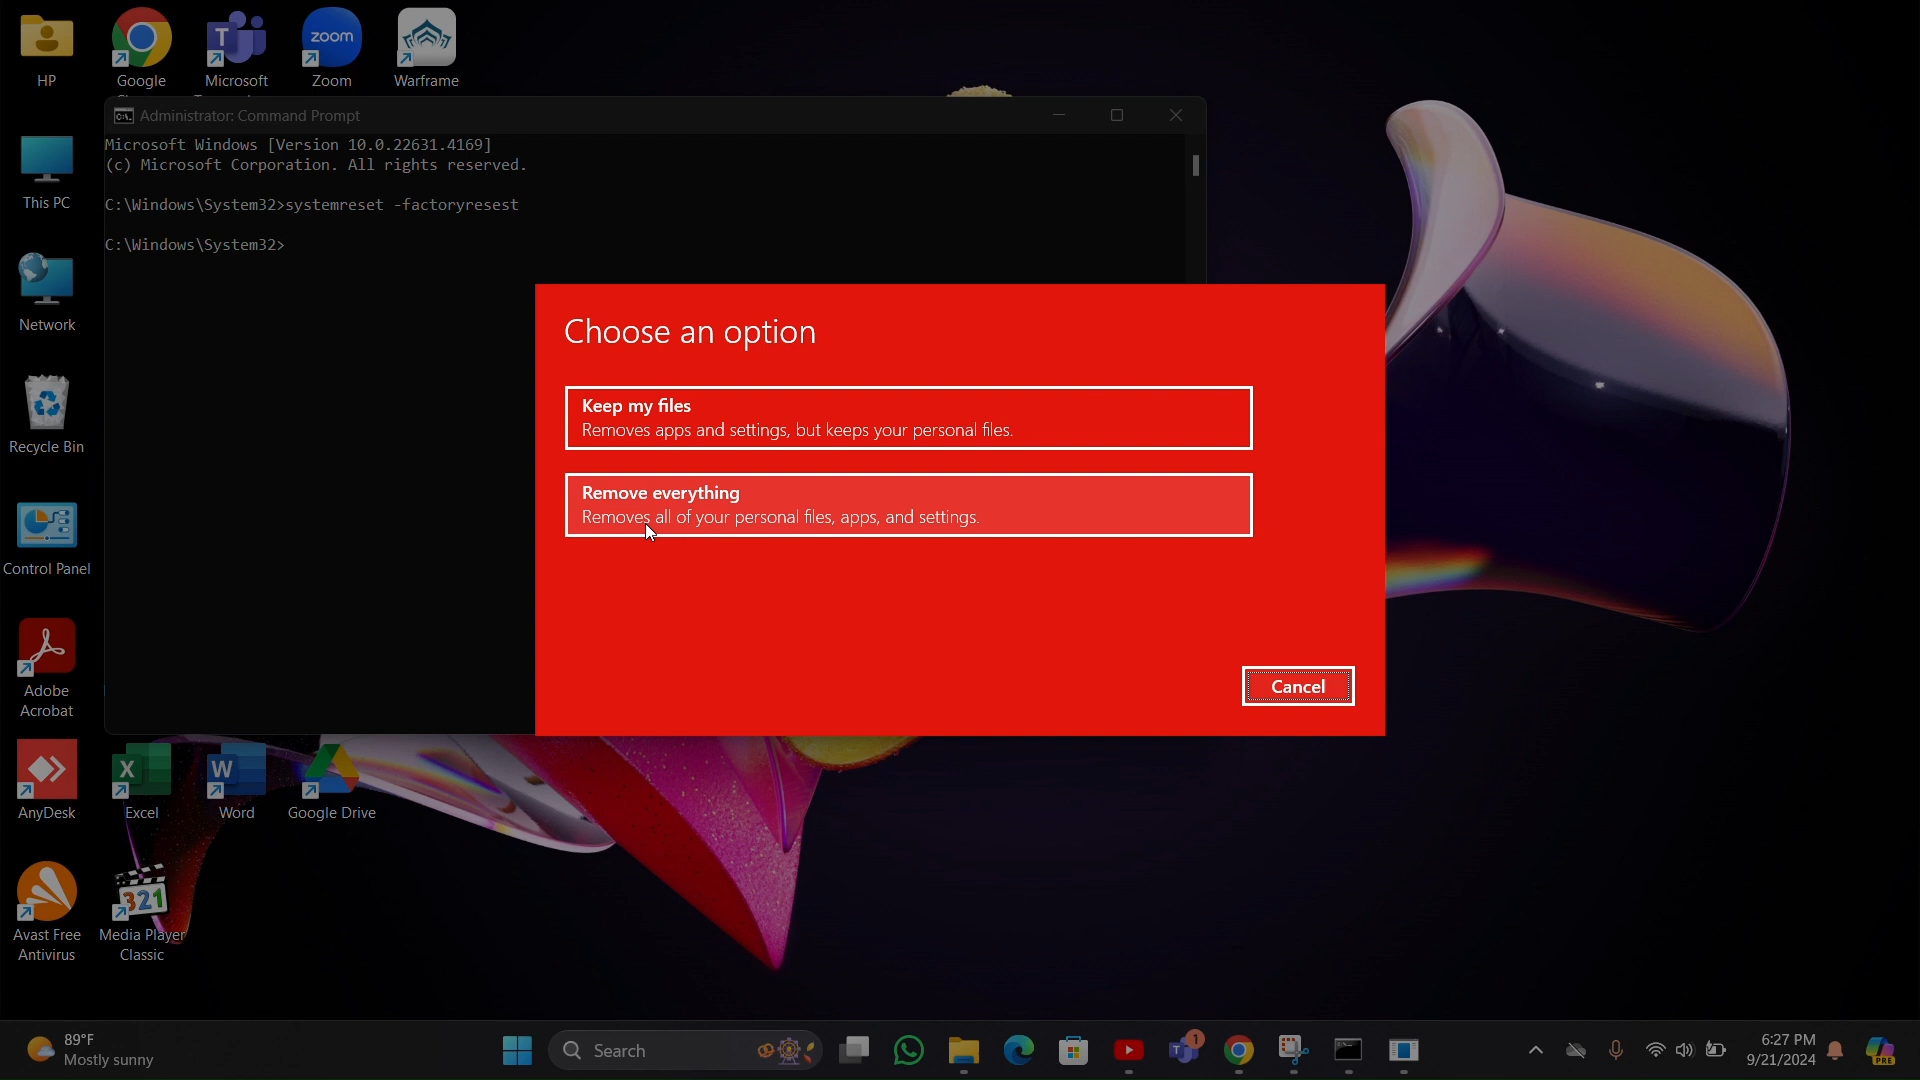 HP
Google
Microsoft
zoom
Zoom
Warframe
Administrator: Command Prompt
Microsoft Windows [Version 10.0.22631.4169]
(c) Microsoft Corporation. All rights reserved.
C:\Windows\System32>systemreset -factoryresest
C:\Windows\System32>
This PC
Network
Recycle Bin
Control Panel
Adobe
Acrobat
AnyDesk
Excel
Word
Google Drive
Avast Free
Antivirus
321
Media Player
Classic
Choose an option
Keep my files
Removes apps and settings, but keeps your personal files.
Remove everything
Removes all of your personal files, apps, and settings.
Cancel
89°F
Mostly sunny
Search
1
6:27 PM
9/21/2024
PRE